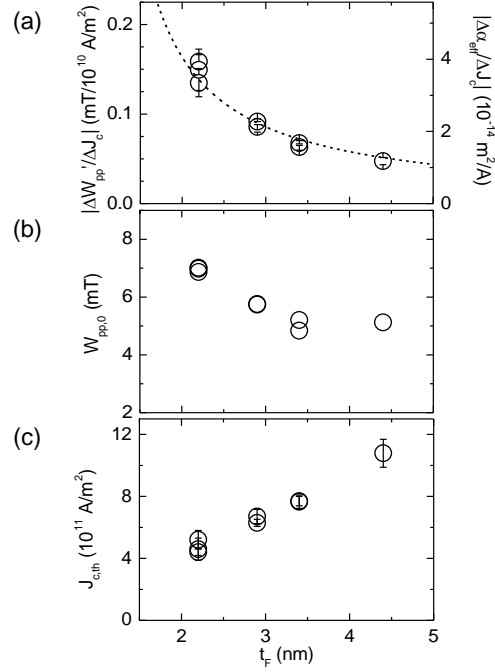 (a)
0.2
0.1
0.0
|ΔW_pp'/ΔJ_c| (mT/10^10 A/m^2)
4
2
0
|Δα_eff/ΔJ_c| (10^-14 m^2/A)
(b)
8
6
4
2
W_pp,0 (mT)
(c)
12
8
4
0
J_c,th (10^11 A/m^2)
2 3 4 5
t_F (nm)